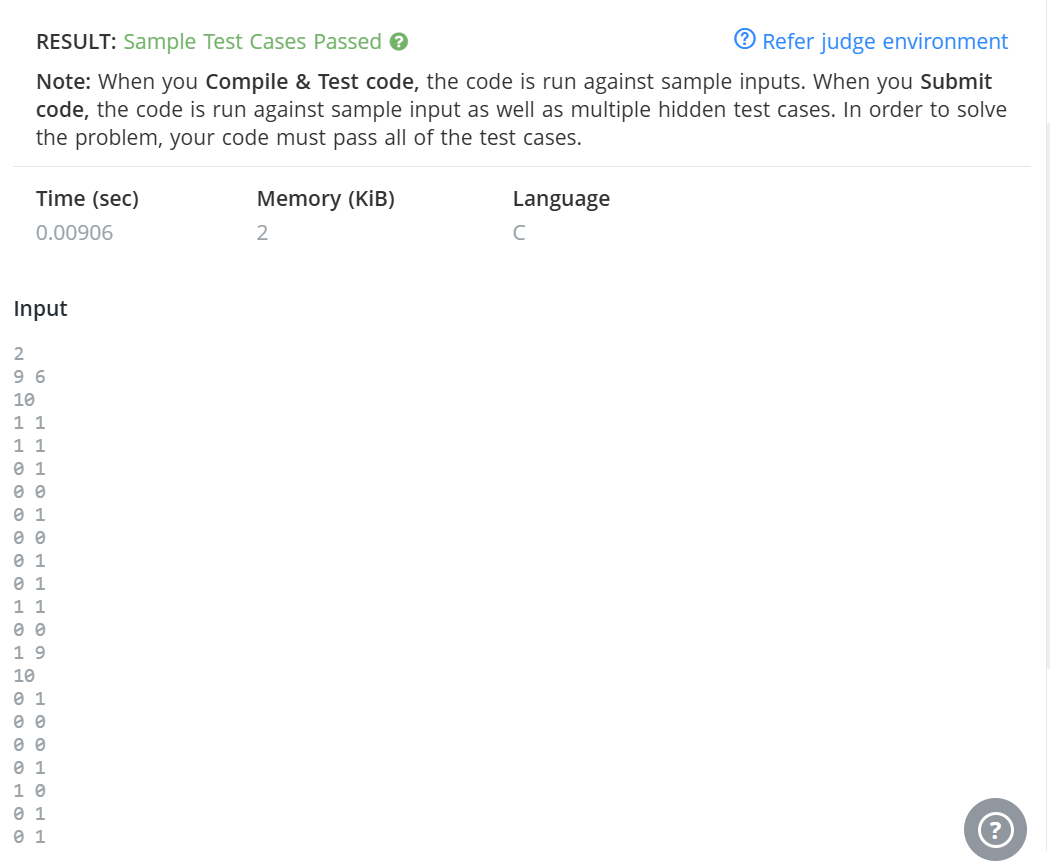 RESULT: Sample Test Cases Passed ?
? Refer judge environment
Note: When you Compile & Test code, the code is run against sample inputs. When you Submit
code, the code is run against sample input as well as multiple hidden test cases. In order to solve
the problem, your code must pass all of the test cases.
Time (sec) Memory (KiB) Language
0.00906 2 C
Input
2
9 6
10
1 1
1 1
0 1
0 0
0 1
0 0
0 1
0 1
1 1
0 0
1 9
10
0 1
0 0
0 0
0 1
1 0
0 1
0 1
?